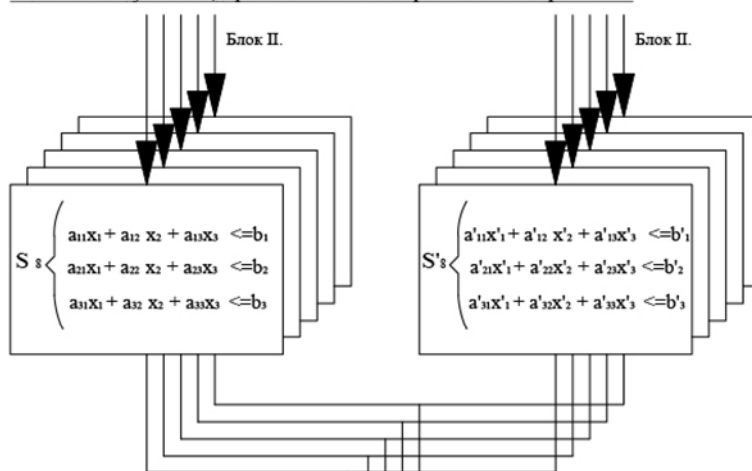 Блок II.
Блок II.
S 8
a11x1 + a12 x2 + a13x3 <=b1
a21x1 + a22 x2 + a23x3 <=b2
a31x1 + a32 x2 + a33x3 <=b3
S'8
a'11x'1 + a'12 x'2 + a'13x'3 <=b'1
a'21x'1 + a'22x'2 + a'23x'3 <=b'2
a'31x'1 + a'32x'2 + a'33x'3 <=b'3